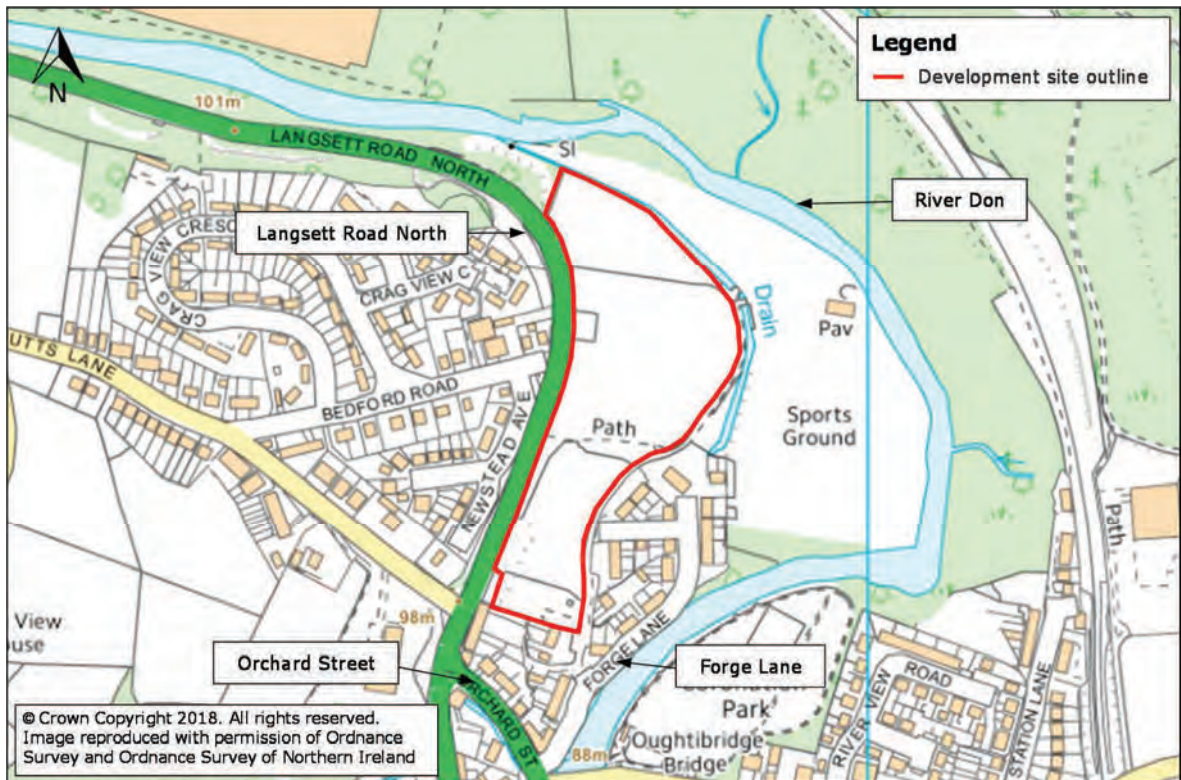 Legend
Development site outline
N
101m
LANGSETT ROAD NORTH
SI
River Don
Langsett Road North
CRAG VIEW CRESC
CRAG VIEW C
CRAG
Drain
Pav
UTTS LANE
BEDFORD ROAD
NEWSTEAD AVE
Path
Sports
Ground
Path
View
ouse
98m
Orchard Street
FORGE LANE
Forge Lane
Park
ROAD
RIVER VIEW
STATION LANE
RCHARD ST
88m
Oughtibridge
Bridge
© Crown Copyright 2018. All rights reserved.
Image reproduced with permission of Ordnance
Survey and Ordnance Survey of Northern Ireland